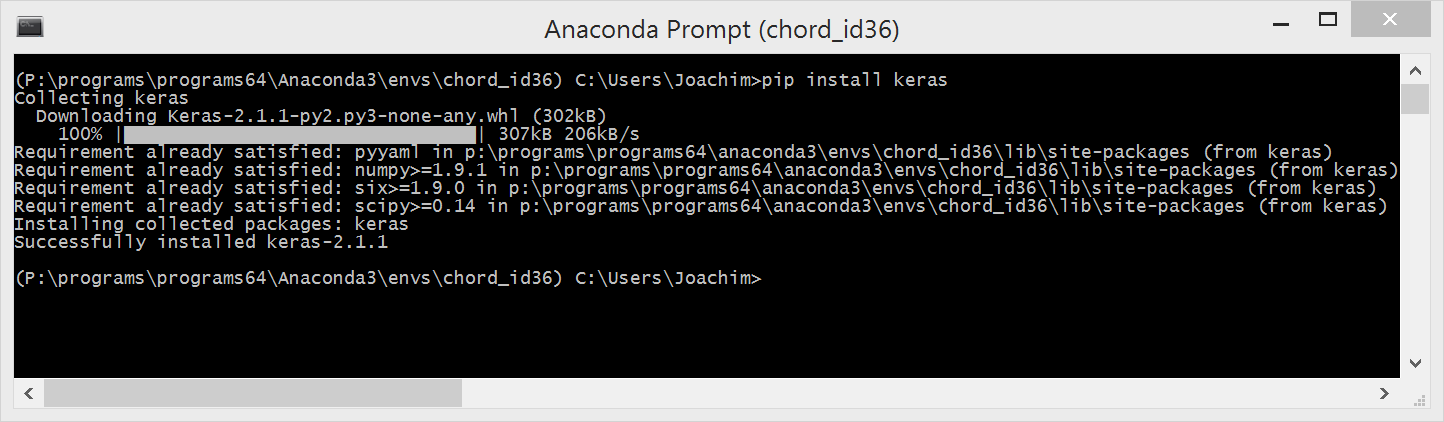 Anaconda Prompt (chord_id36)
(P:\programs\programs64\Anaconda3\envs\chord_id36) C:\Users\Joachim>pip install keras
Collecting keras
  Downloading Keras-2.1.1-py2.py3-none-any.whl (302kB)
    100% |████████████████████████████████| 307kB 206kB/s
Requirement already satisfied: pyyaml in p:\programs\programs64\anaconda3\envs\chord_id36\lib\site-packages (from keras)
Requirement already satisfied: numpy>=1.9.1 in p:\programs\programs64\anaconda3\envs\chord_id36\lib\site-packages (from keras)
Requirement already satisfied: six>=1.9.0 in p:\programs\programs64\anaconda3\envs\chord_id36\lib\site-packages (from keras)
Requirement already satisfied: scipy>=0.14 in p:\programs\programs64\anaconda3\envs\chord_id36\lib\site-packages (from keras)
Installing collected packages: keras
Successfully installed keras-2.1.1
(P:\programs\programs64\Anaconda3\envs\chord_id36) C:\Users\Joachim>